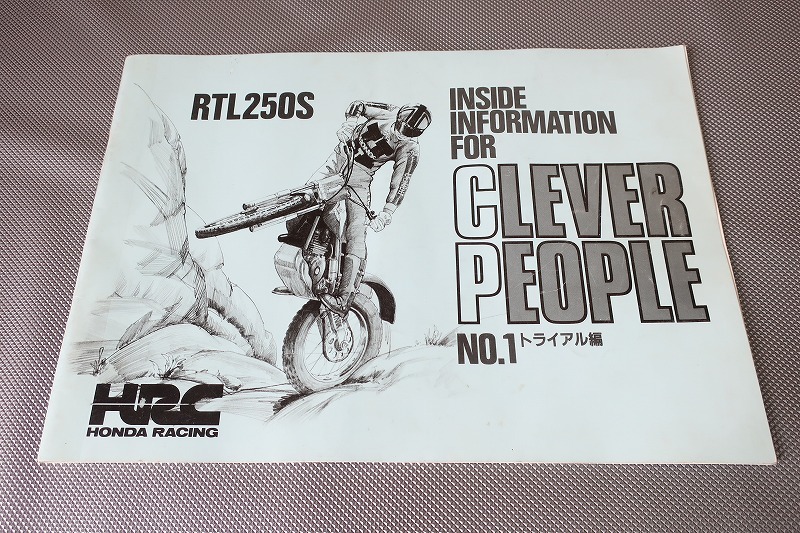 RTL250S
INSIDE
INFORMATION
FOR
CLEVER
PEOPLE
NO.1 トライアル編
HRC
HONDA RACING